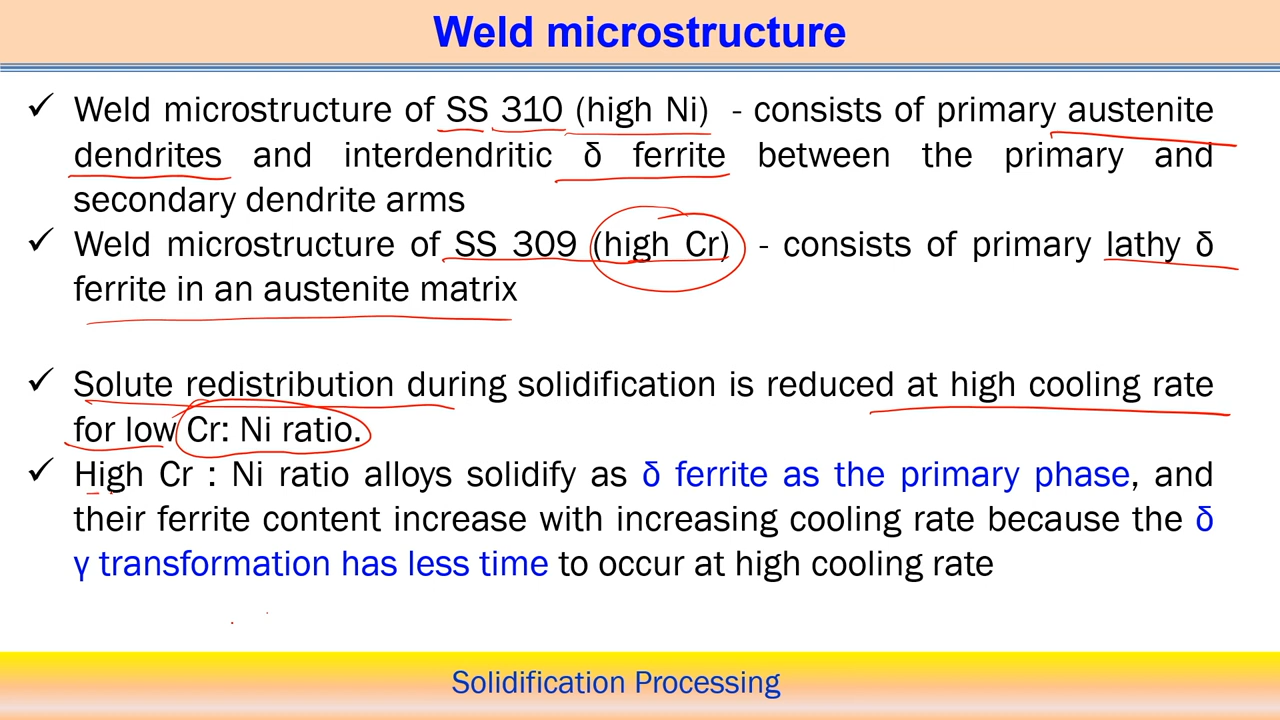 Weld microstructure
✓ Weld microstructure of SS 310 (high Ni) - consists of primary austenite
dendrites and interdendritic δ ferrite between the primary and
secondary dendrite arms
✓ Weld microstructure of SS 309 (high Cr) - consists of primary lathy δ
ferrite in an austenite matrix
✓ Solute redistribution during solidification is reduced at high cooling rate
for low Cr: Ni ratio.
✓ High Cr : Ni ratio alloys solidify as δ ferrite as the primary phase, and
their ferrite content increase with increasing cooling rate because the δ
γ transformation has less time to occur at high cooling rate
Solidification Processing